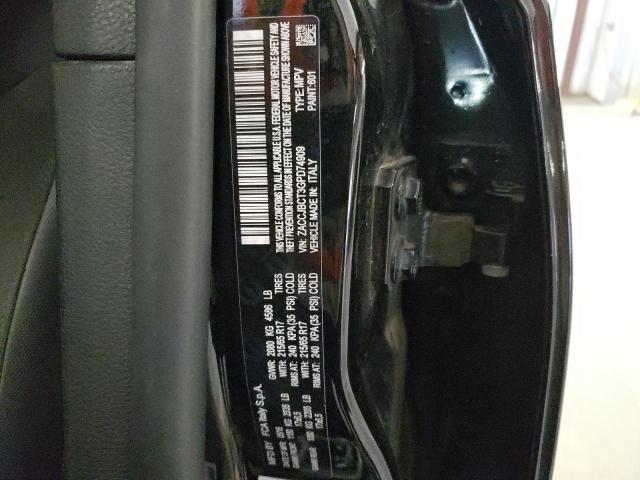 MFD BY FCA Italy S.p.A.
GVWR: 2080 KG 4586 LB
WITH: 215/65 R17 TIRES
RIMS AT: 240 KPA(35 PSI) COLD
WITH: 215/65 R17 TIRES
RIMS AT: 240 KPA(35 PSI) COLD
THIS VEHICLE CONFORMS TO ALL APPLICABLE U.S.A. FEDERAL MOTOR VEHICLE SAFETY AND
THEFT PREVENTION STANDARDS IN EFFECT ON THE DATE OF MANUFACTURE SHOWN ABOVE
VIN: ZACCJBCT3GPD74909 TYPE: MPV
VEHICLE MADE IN: ITALY PAINT: 601